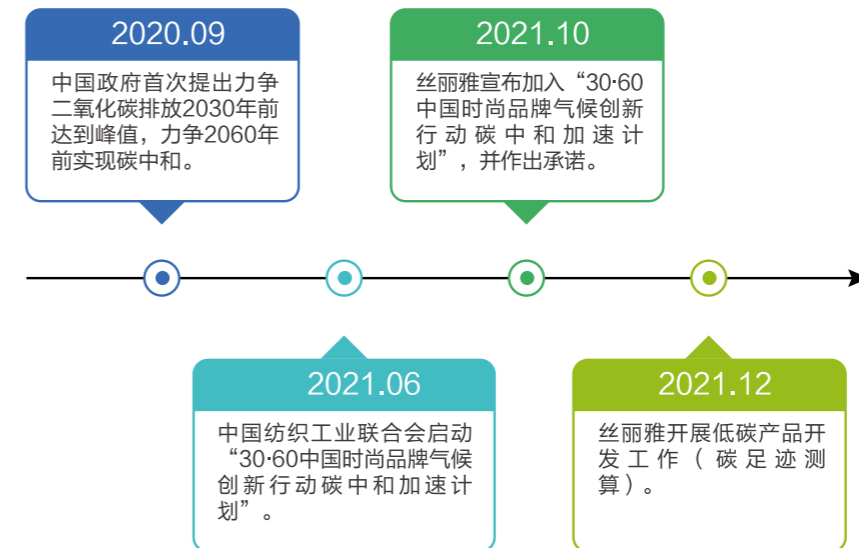 2020.09
中国政府首次提出力争
二氧化碳排放2030年前
达到峰值，力争2060年
前实现碳中和。
2021.06
中国纺织工业联合会启动
“30·60中国时尚品牌气候
创新行动碳中和加速计
划”。
2021.10
丝丽雅宣布加入“30·60
中国时尚品牌气候创新
行动碳中和加速计
划”，并作出承诺。
2021.12
丝丽雅开展低碳产品开
发工作（碳足迹测
算）。